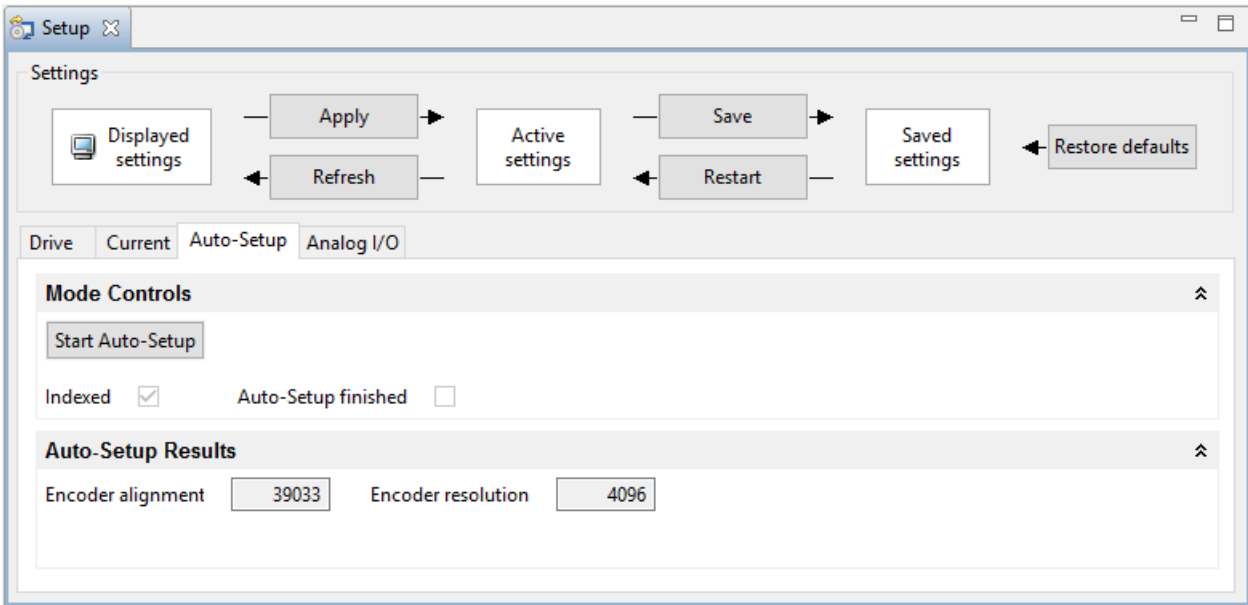 Setup
Settings
Displayed
settings
Apply
Refresh
Active
settings
Save
Restart
Saved
settings
Restore defaults
Drive Current Auto-Setup Analog I/O
Mode Controls
Start Auto-Setup
Indexed Auto-Setup finished
Auto-Setup Results
Encoder alignment 39033 Encoder resolution 4096